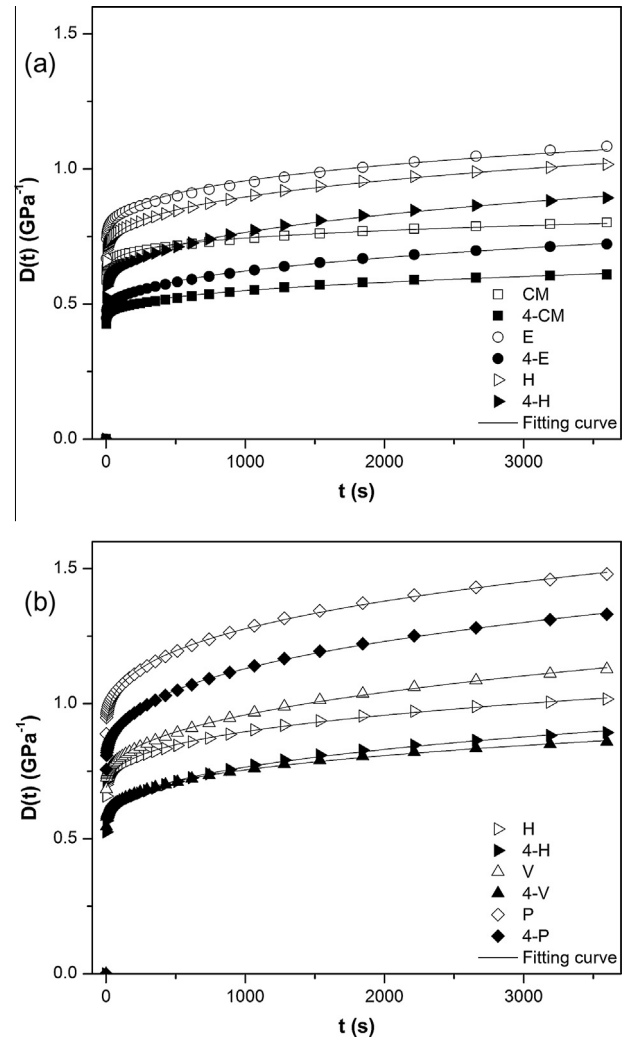 (a)
1.5
1.0
0.5
0.0
D(t) (GPa⁻¹)
CM
4-CM
E
4-E
H
4-H
Fitting curve
0 1000 2000 3000
t (s)
(b)
1.5
1.0
0.5
0.0
D(t) (GPa⁻¹)
H
4-H
V
4-V
P
4-P
Fitting curve
0 1000 2000 3000
t (s)